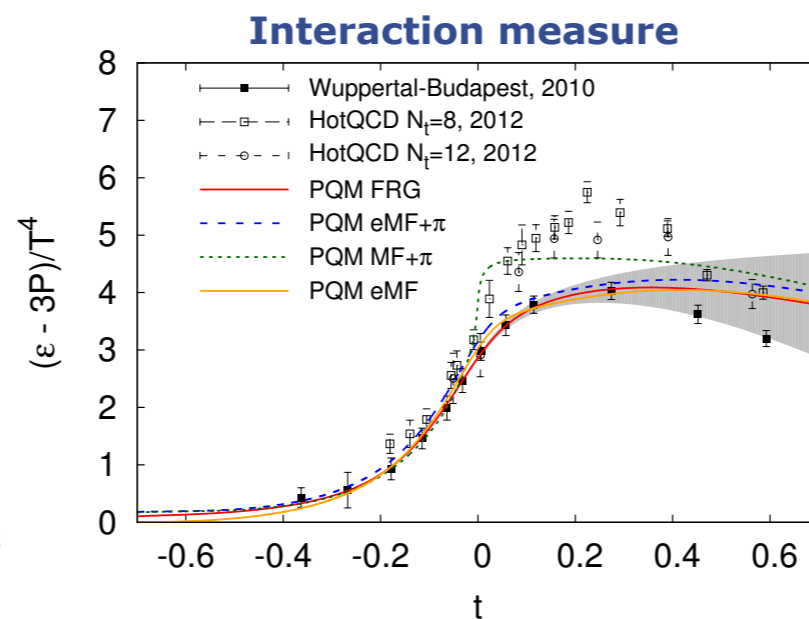 Interaction measure
8
7
6
5
4
3
2
1
0
(ε - 3P)/T⁴
Wuppertal-Budapest, 2010
HotQCD Nₜ=8, 2012
HotQCD Nₜ=12, 2012
PQM FRG
PQM eMF+π
PQM MF+π
PQM eMF
-0.6 -0.4 -0.2 0 0.2 0.4 0.6
t